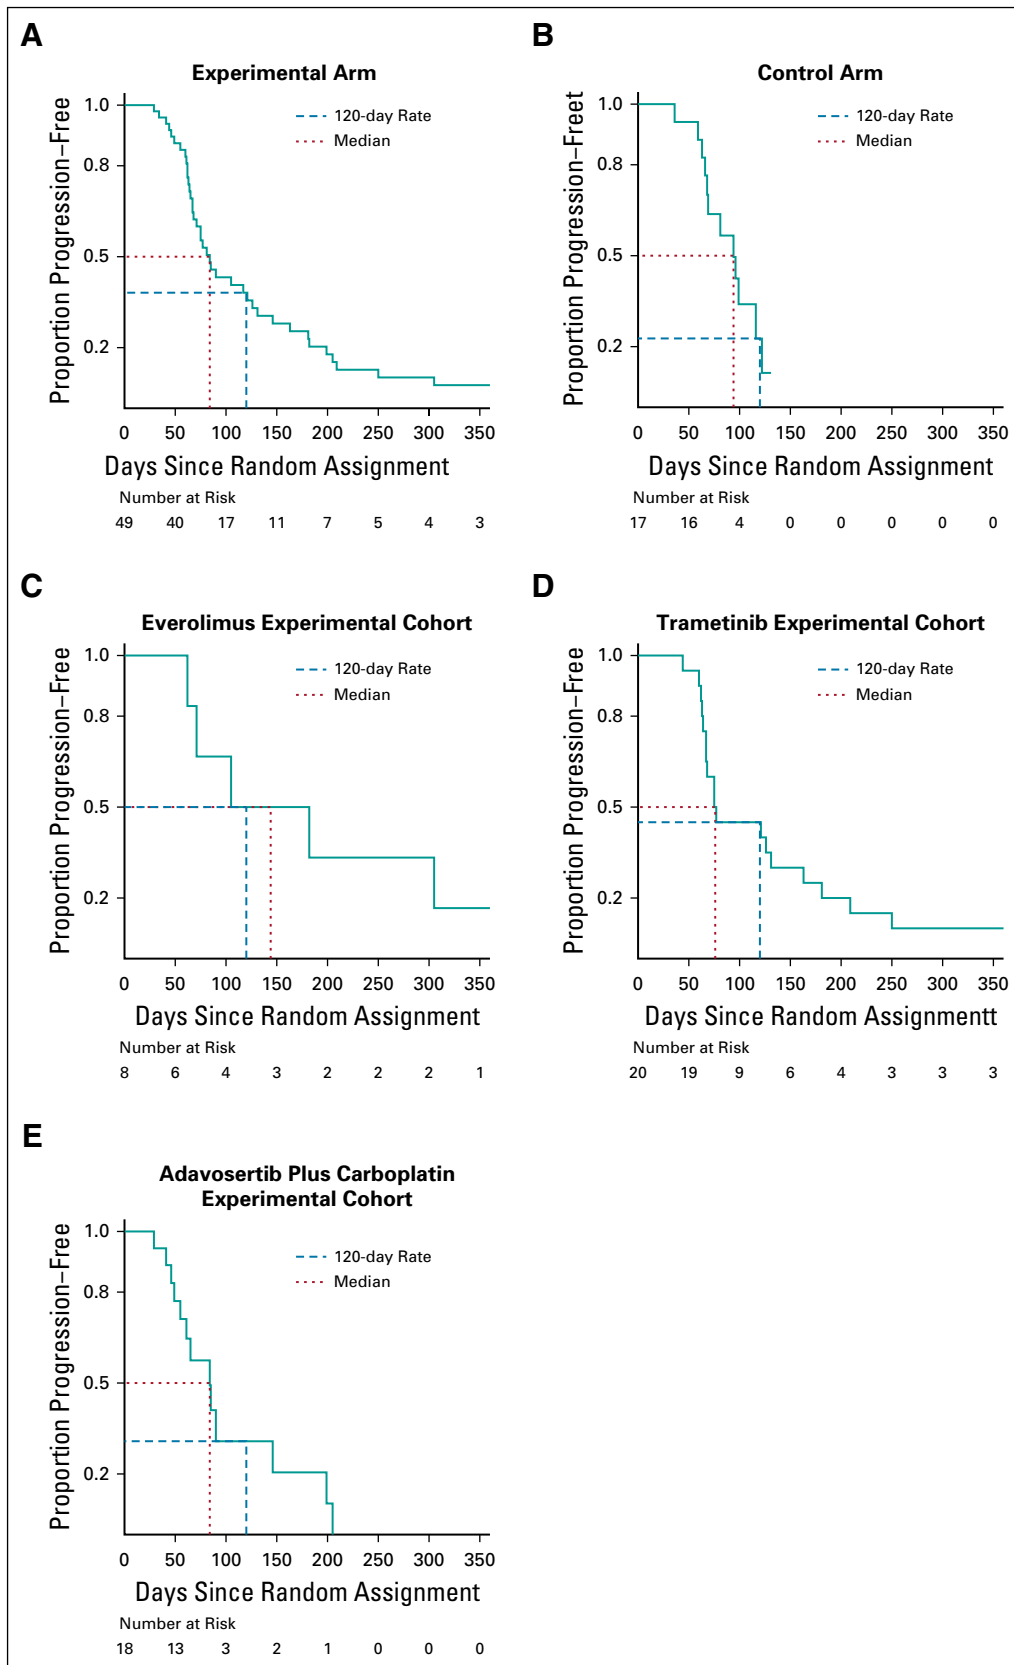 A
Experimental Arm
Proportion Progression–Free
1.0
0.8
0.5
0.2
120-day Rate
Median
0 50 100 150 200 250 300 350
Days Since Random Assignment
Number at Risk
49 40 17 11 7 5 4 3
B
Control Arm
Proportion Progression–Freet
1.0
0.8
0.5
0.2
120-day Rate
Median
0 50 100 150 200 250 300 350
Days Since Random Assignment
Number at Risk
17 16 4 0 0 0 0 0
C
Everolimus Experimental Cohort
Proportion Progression–Free
1.0
0.8
0.5
0.2
120-day Rate
Median
0 50 100 150 200 250 300 350
Days Since Random Assignment
Number at Risk
8 6 4 3 2 2 2 1
D
Trametinib Experimental Cohort
Proportion Progression–Free
1.0
0.8
0.5
0.2
120-day Rate
Median
0 50 100 150 200 250 300 350
Days Since Random Assignmentt
Number at Risk
20 19 9 6 4 3 3 3
E
Adavosertib Plus Carboplatin
Experimental Cohort
Proportion Progression–Free
1.0
0.8
0.5
0.2
120-day Rate
Median
0 50 100 150 200 250 300 350
Days Since Random Assignment
Number at Risk
18 13 3 2 1 0 0 0